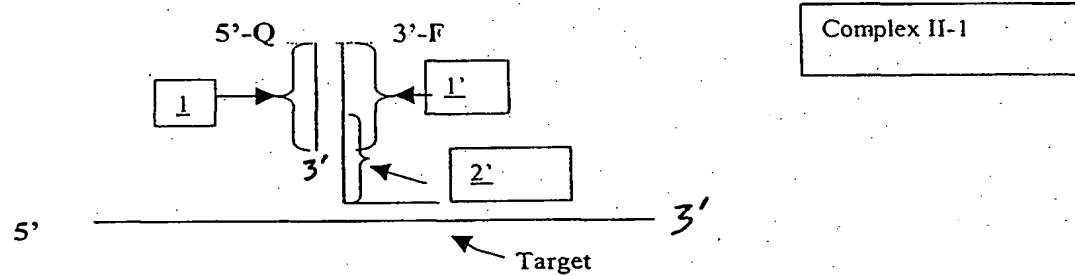 5'-Q 3'-F
Complex II-1
1
1'
3'
2'
5'
3'
Target